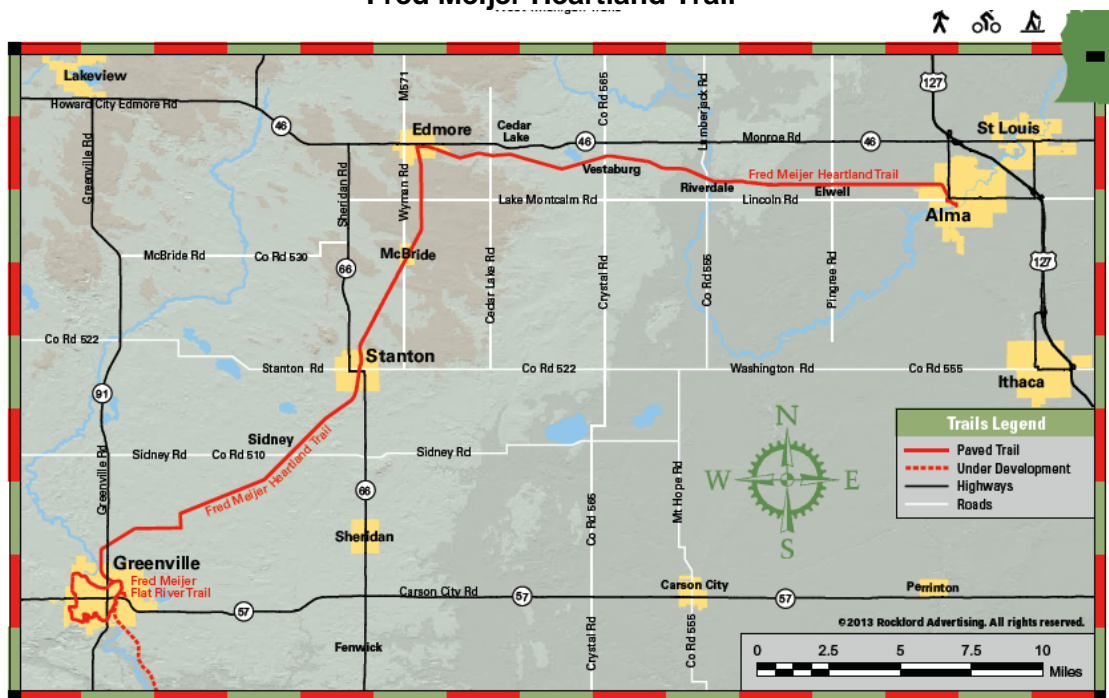 Fred Meijer Heartland Trail
West Michigan Trails
Lakeview
Howard City Edmore Rd
46
M571
Edmore
Cedar
Lake
Co Rd 565
46
Lumberjack Rd
Monroe Rd
46
127
St Louis
Greenville Rd
Sheridan Rd
Wyman Rd
Vestaburg
Riverdale
Fred Meijer Heartland Trail
Elwell
Lake Montcalm Rd
Lincoln Rd
Alma
McBride Rd
Co Rd 530
66
McBride
Cedar Lake Rd
Crystal Rd
Co Rd 555
Pingree Rd
127
Co Rd 522
Stanton
Stanton Rd
Co Rd 522
Washington Rd
Co Rd 555
Ithaca
91
Greenville Rd
Sidney
Sidney Rd
Co Rd 510
Sidney Rd
Fred Meijer Heartland Trail
66
Sheridan
Co Rd 565
Mt Hope Rd
N
W
E
S
Trails Legend
Paved Trail
Under Development
Highways
Roads
Greenville
Fred Meijer
Flat River Trail
57
Carson City Rd
57
Carson City
57
Perrinton
Fenwick
Crystal Rd
Co Rd 555
©2013 Rockford Advertising. All rights reserved.
0 2.5 5 7.5 10
Miles